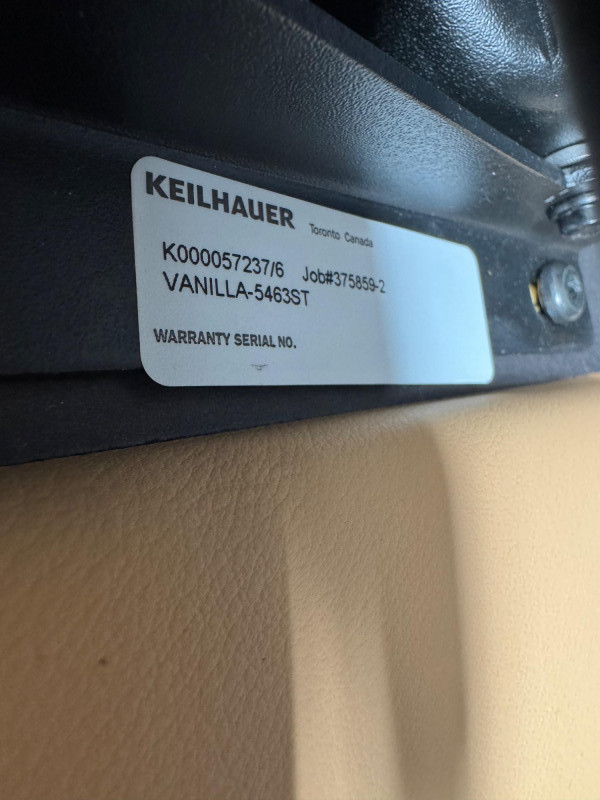 KEILHAUER Toronto Canada
K000057237/6 Job#375859-2
VANILLA-5463ST
WARRANTY SERIAL NO.